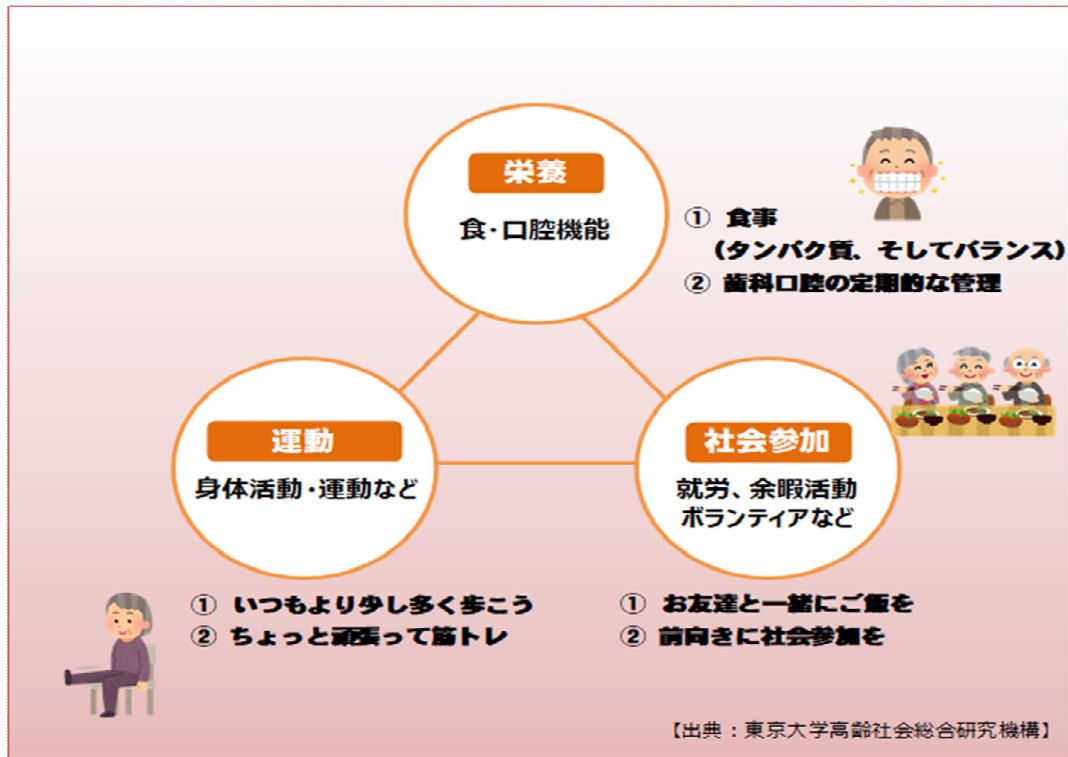 栄養
食・口腔機能
① 食事
（タンパク質、そしてバランス）
② 歯科口腔の定期的な管理
運動
身体活動・運動など
① いつもより少し多く歩こう
② ちょっと頑張って筋トレ
社会参加
就労、余暇活動
ボランティアなど
① お友達と一緒にご飯を
② 前向きに社会参加を
【出典：東京大学高齢社会総合研究機構】